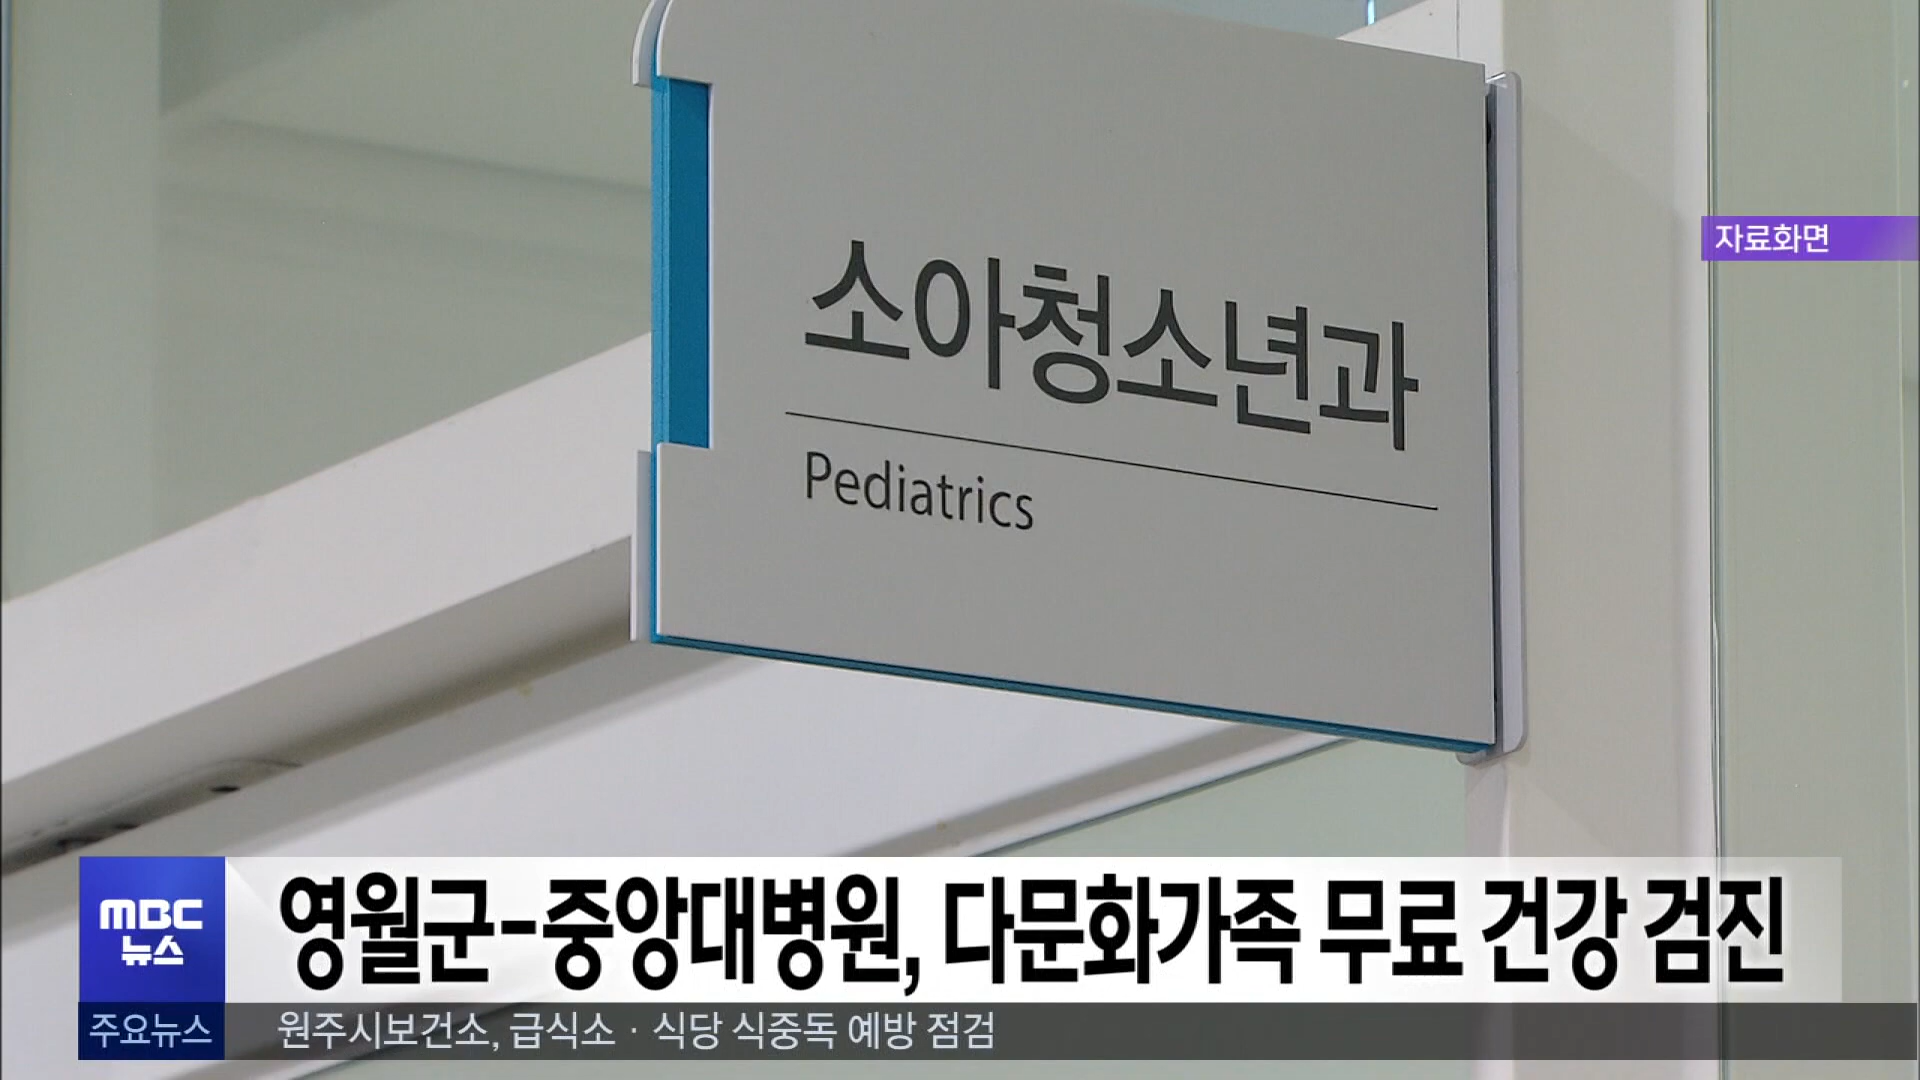 소아청소년과
Pediatrics
자료화면
MBC
뉴스
영월군-중앙대병원, 다문화가족 무료 건강 검진
주요뉴스
원주시보건소, 급식소·식당 식중독 예방 점검